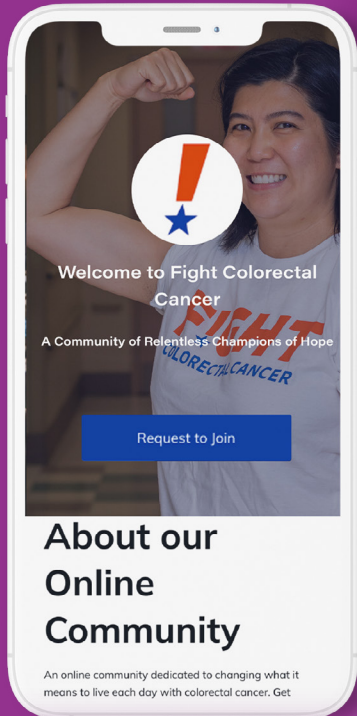 Welcome to Fight Colorectal
Cancer
A Community of Relentless Champions of Hope
FIGHT
COLORECTAL CANCER
Request to Join
About our
Online
Community
An online community dedicated to changing what it
means to live each day with colorectal cancer. Get